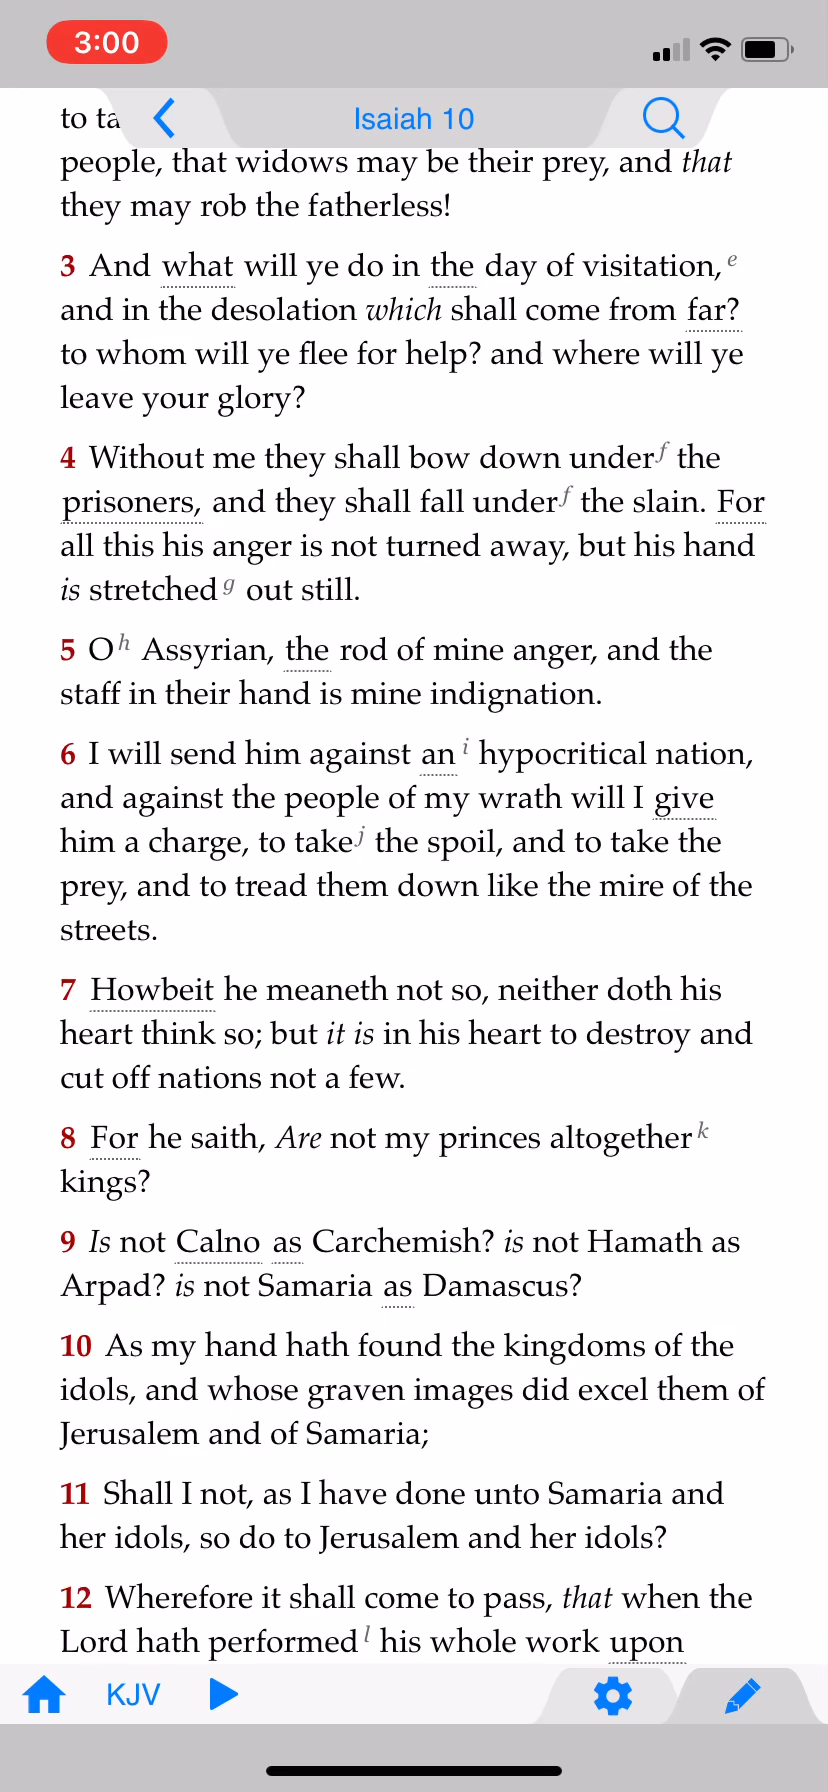 3:00
Isaiah 10
to ta
people, that widows may be their prey, and that
they may rob the fatherless!
3 And what will ye do in the day of visitation, e
and in the desolation which shall come from far?
to whom will ye flee for help? and where will ye
leave your glory?
4 Without me they shall bow down under f the
prisoners, and they shall fall under f the slain. For
all this his anger is not turned away, but his hand
is stretched g out still.
5 O h Assyrian, the rod of mine anger, and the
staff in their hand is mine indignation.
6 I will send him against an i hypocritical nation,
and against the people of my wrath will I give
him a charge, to take j the spoil, and to take the
prey, and to tread them down like the mire of the
streets.
7 Howbeit he meaneth not so, neither doth his
heart think so; but it is in his heart to destroy and
cut off nations not a few.
8 For he saith, Are not my princes altogether k
kings?
9 Is not Calno as Carchemish? is not Hamath as
Arpad? is not Samaria as Damascus?
10 As my hand hath found the kingdoms of the
idols, and whose graven images did excel them of
Jerusalem and of Samaria;
11 Shall I not, as I have done unto Samaria and
her idols, so do to Jerusalem and her idols?
12 Wherefore it shall come to pass, that when the
Lord hath performed l his whole work upon
KJV